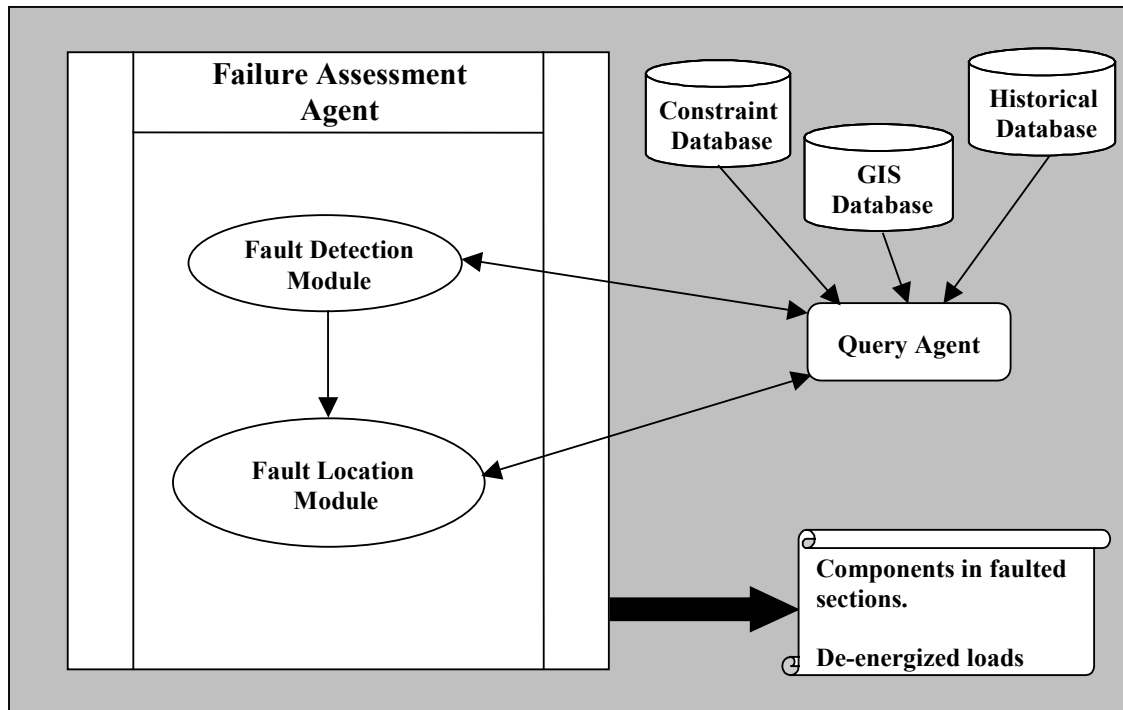 Failure Assessment
Agent
Constraint
Database
Historical
Database
GIS
Database
Fault Detection
Module
Query Agent
Fault Location
Module
Components in faulted
sections.
De-energized loads